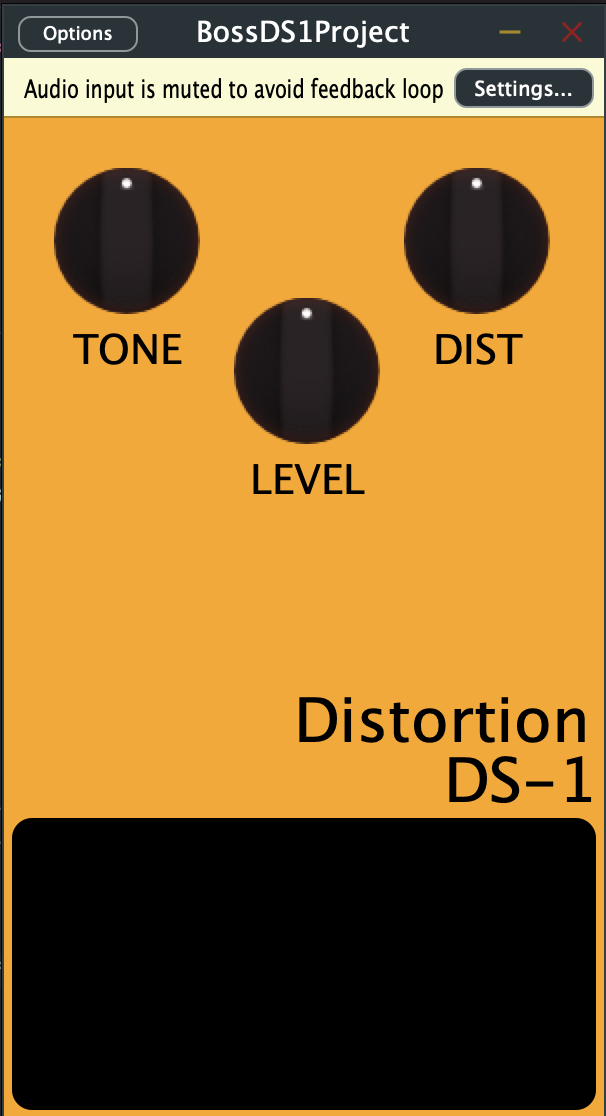 Options
BossDS1Project
Audio input is muted to avoid feedback loop
Settings...
TONE
DIST
LEVEL
Distortion
DS-1